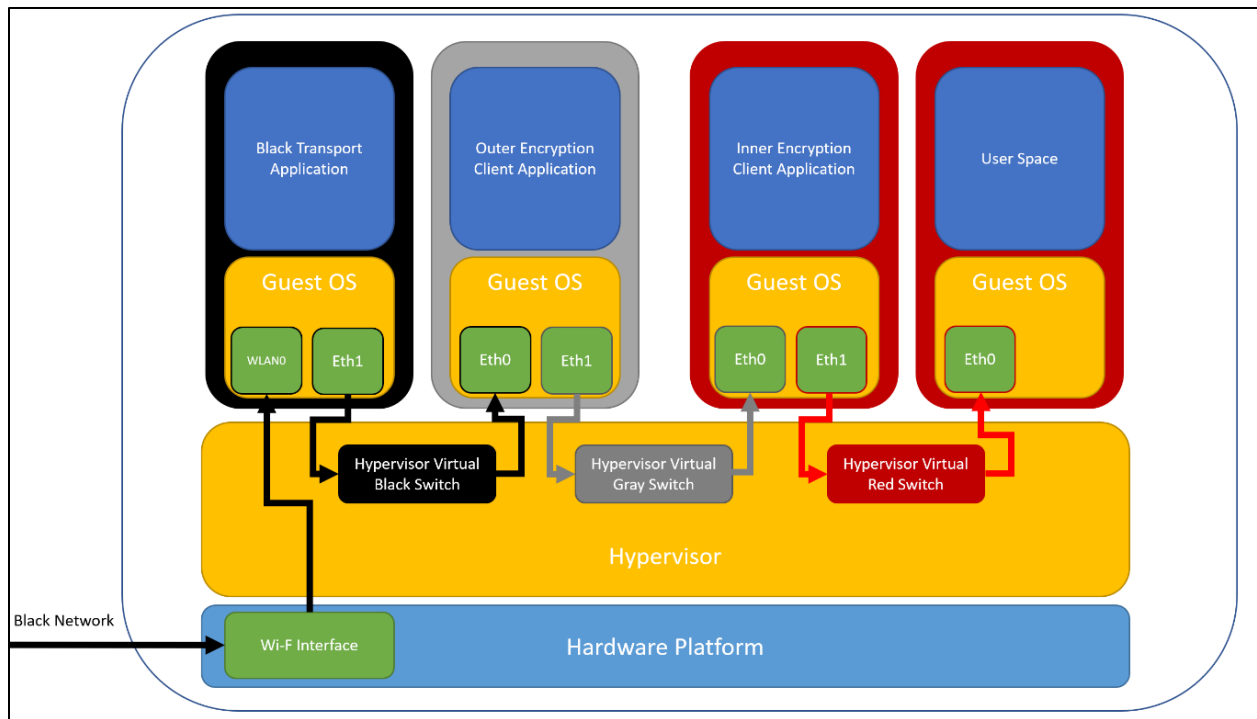 Black Transport
Application
Outer Encryption
Client Application
Inner Encryption
Client Application
User Space
Guest OS
Guest OS
Guest OS
Guest OS
WLAN0
Eth1
Eth0
Eth1
Eth0
Eth1
Eth0
Hypervisor Virtual
Black Switch
Hypervisor Virtual
Gray Switch
Hypervisor Virtual
Red Switch
Hypervisor
Black Network
Wi-F Interface
Hardware Platform